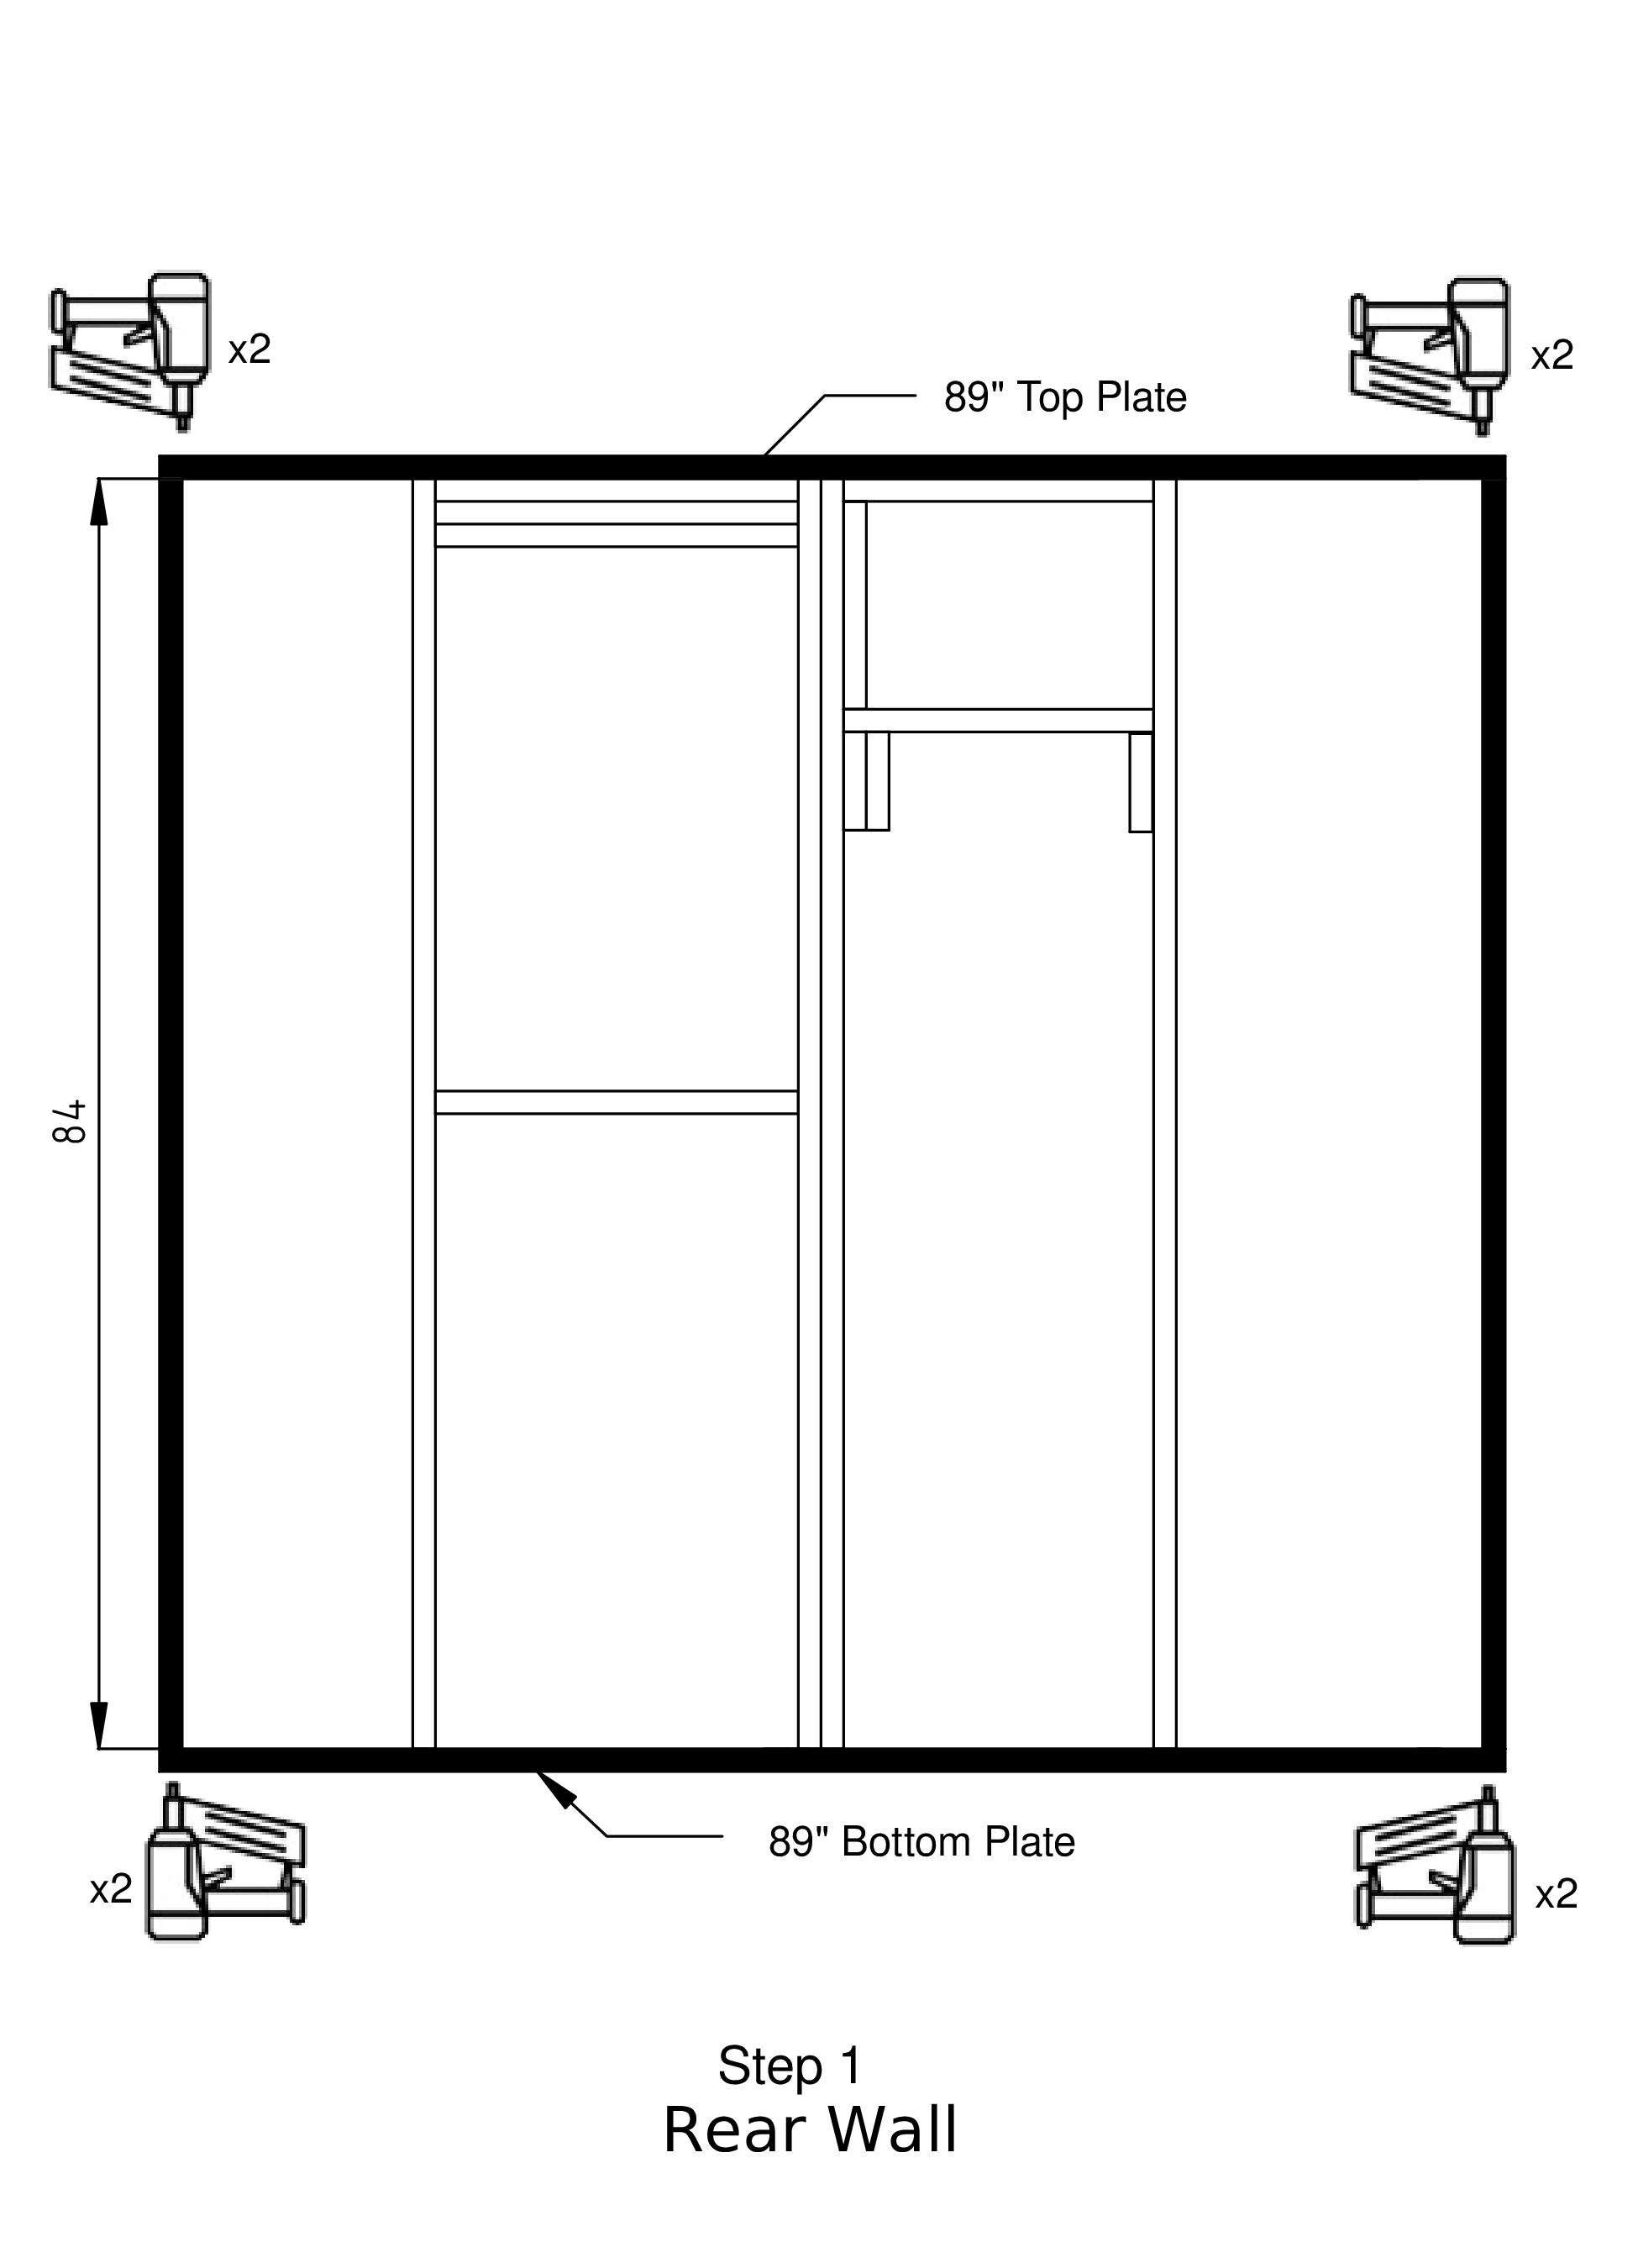 x2
x2
89" Top Plate
84
89" Bottom Plate
x2
x2
Step 1
Rear Wall